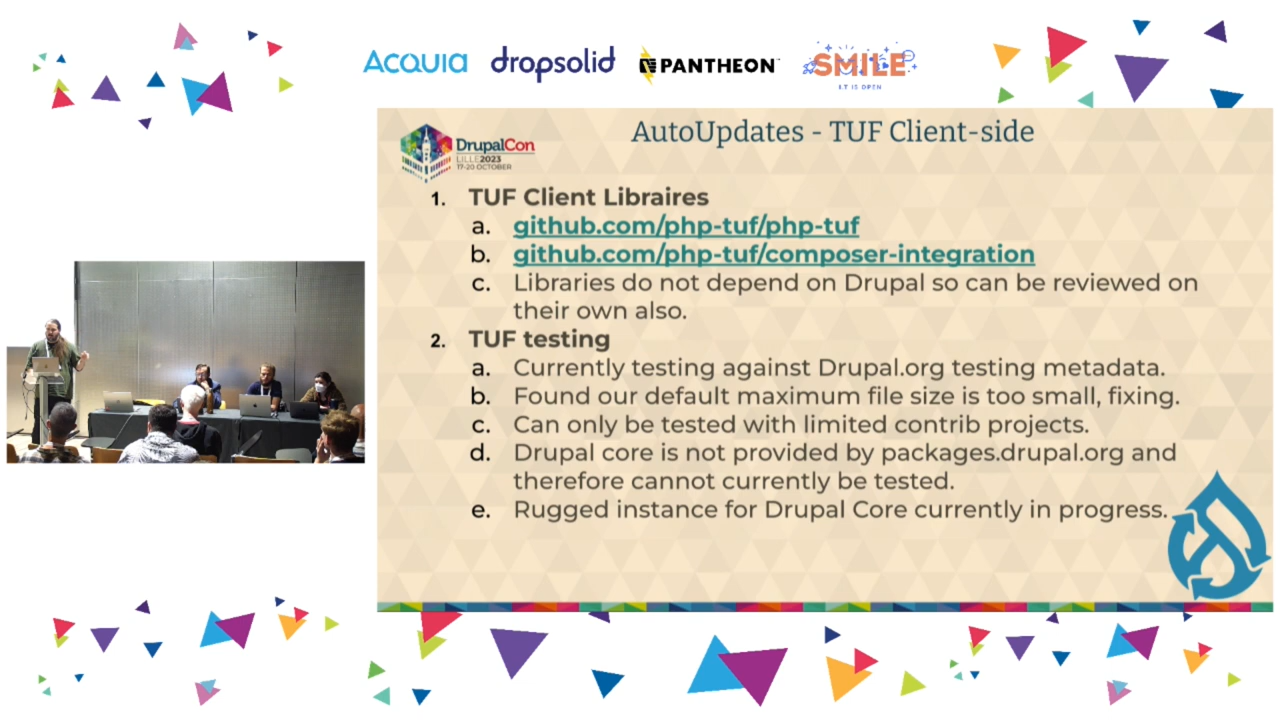 ACQUIA dropsolid PANTHEON SMILE
I.T IS OPEN
AutoUpdates - TUF Client-side
DrupalCon
LILLE2023
17-20 OCTOBER
1. TUF Client Libraires
a. github.com/php-tuf/php-tuf
b. github.com/php-tuf/composer-integration
c. Libraries do not depend on Drupal so can be reviewed on
their own also.
2. TUF testing
a. Currently testing against Drupal.org testing metadata.
b. Found our default maximum file size is too small, fixing.
c. Can only be tested with limited contrib projects.
d. Drupal core is not provided by packages.drupal.org and
therefore cannot currently be tested.
e. Rugged instance for Drupal Core currently in progress.